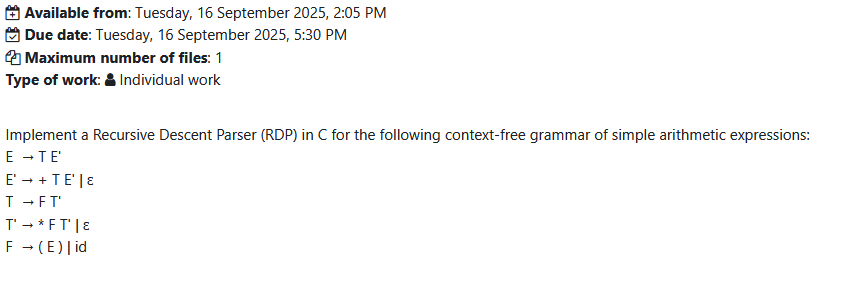 Available from: Tuesday, 16 September 2025, 2:05 PM
Due date: Tuesday, 16 September 2025, 5:30 PM
Maximum number of files: 1
Type of work: Individual work
Implement a Recursive Descent Parser (RDP) in C for the following context-free grammar of simple arithmetic expressions:
E → T E'
E' → + T E' | ε
T → F T'
T' → * F T' | ε
F → ( E ) | id